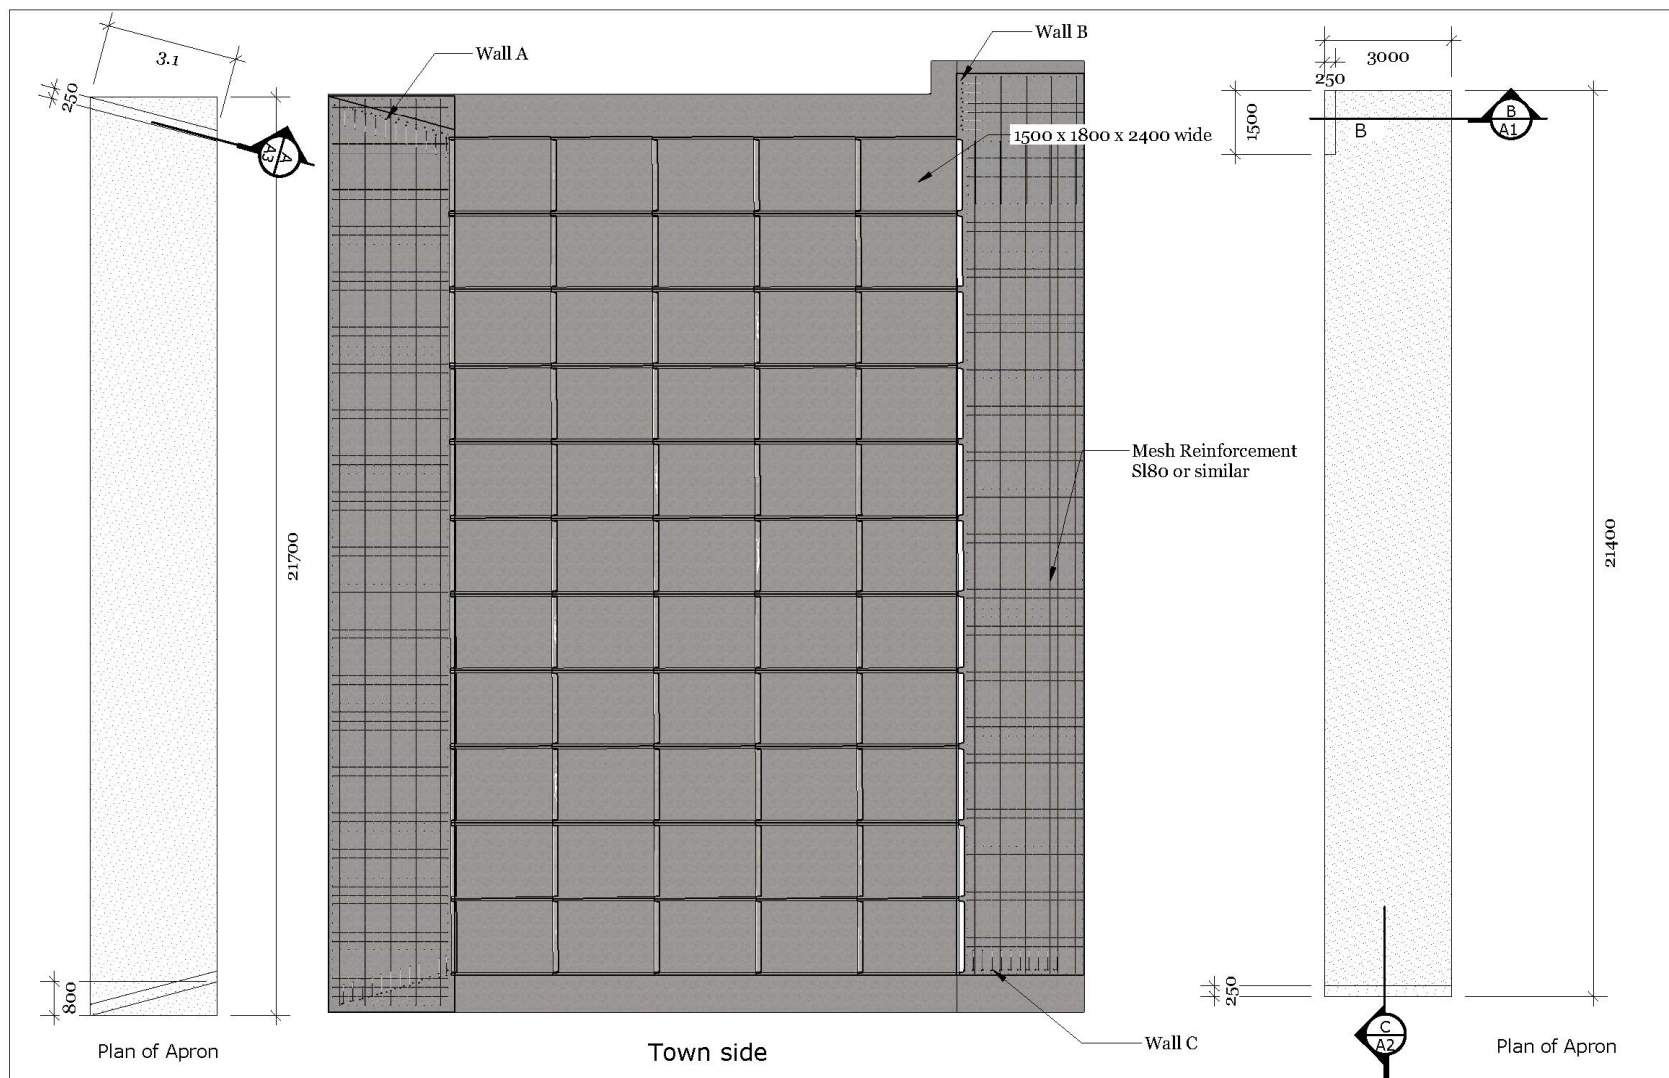 Wall B
Wall A
3.1
3000
250
250
1500
B
A1
B
1500 x 1800 x 2400 wide
A
A3
Mesh Reinforcement
Sl80 or similar
21700
21400
800
250
C
A2
Wall C
Plan of Apron
Town side
Plan of Apron